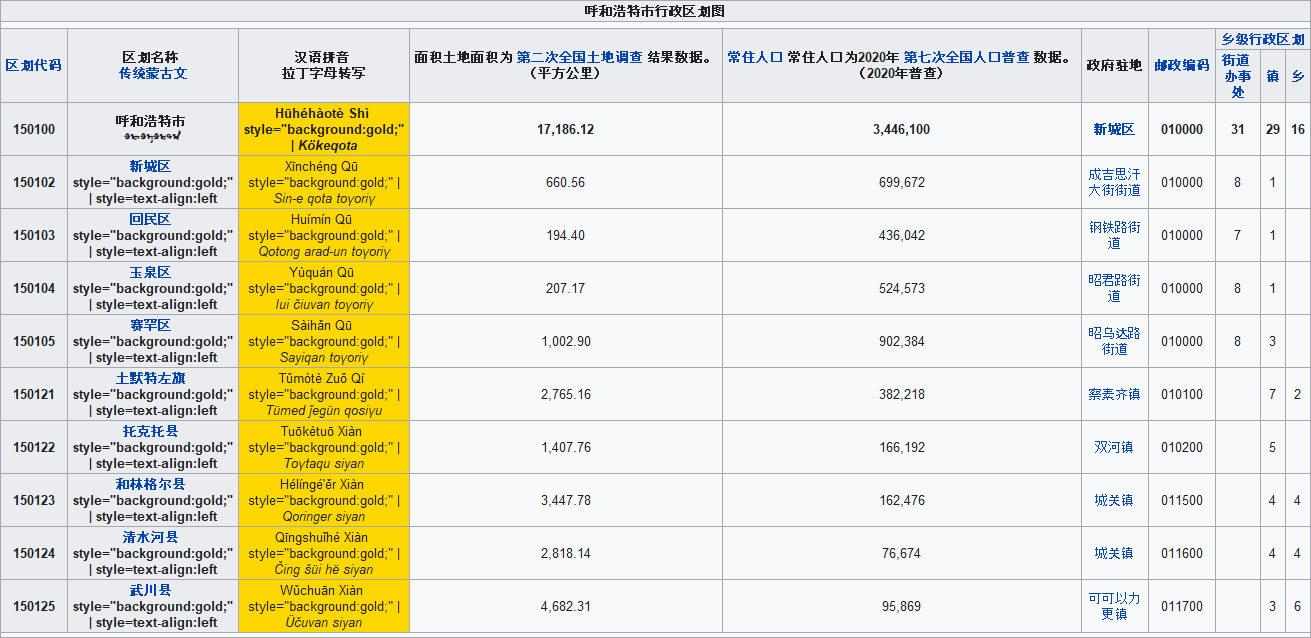 呼和浩特市行政区划图
区划代码
区划名称
传统蒙古文
汉语拼音
拉丁字母转写
面积土地面积为 第二次全国土地调查 结果数据。
（平方公里）
常住人口 常住人口为2020年 第七次全国人口普查 数据。
（2020年普查）
政府驻地
邮政编码
乡级行政区划
街道
办事
处
镇
乡
150100
呼和浩特市
Hūhéhàotè Shì
style="background:gold;"
| Kökeqota
17,186.12
3,446,100
新城区
010000
31
29
16
150102
新城区
style="background:gold;"
| style=text-align:left
Xīnchéng Qū
style="background:gold;" |
Sin-e qota toγoriγ
660.56
699,672
成吉思汗
大街街道
010000
8
1
150103
回民区
style="background:gold;"
| style=text-align:left
Huímín Qū
style="background:gold;" |
Qotong arad-un toγoriγ
194.40
436,042
钢铁路街
道
010000
7
1
150104
玉泉区
style="background:gold;"
| style=text-align:left
Yùquán Qū
style="background:gold;" |
Iui čiuvan toγoriγ
207.17
524,573
昭君路街
道
010000
8
1
150105
赛罕区
style="background:gold;"
| style=text-align:left
Sàihǎn Qū
style="background:gold;" |
Sayiqan toγoriγ
1,002.90
902,384
昭乌达路
街道
010000
8
3
150121
土默特左旗
style="background:gold;"
| style=text-align:left
Tǔmòtè Zuǒ Qí
style="background:gold;" |
Tümed ǰegün qosiγu
2,765.16
382,218
察素齐镇
010100
7
2
150122
托克托县
style="background:gold;"
| style=text-align:left
Tuōkètuō Xiàn
style="background:gold;" |
Toγtaqu siyan
1,407.76
166,192
双河镇
010200
5
150123
和林格尔县
style="background:gold;"
| style=text-align:left
Hélíngé'ěr Xiàn
style="background:gold;" |
Qoringer siyan
3,447.78
162,476
城关镇
011500
4
4
150124
清水河县
style="background:gold;"
| style=text-align:left
Qīngshuǐhé Xiàn
style="background:gold;" |
Čing šüi hė siyan
2,818.14
76,674
城关镇
011600
4
4
150125
武川县
style="background:gold;"
| style=text-align:left
Wǔchuān Xiàn
style="background:gold;" |
Üčuvan siyan
4,682.31
95,869
可可以力
更镇
011700
3
6